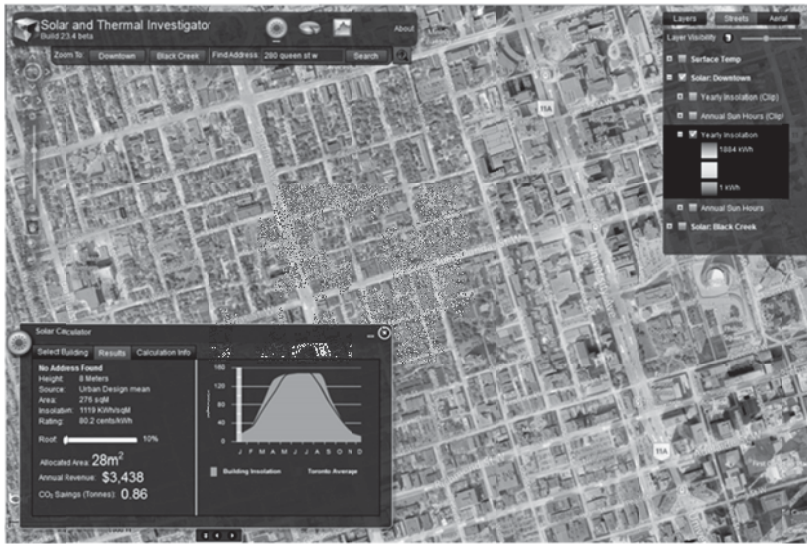 Solar and Thermal Investigator
Build 23.4 beta
About
Zoom To Downtown Black Creek Find Address 280 queen st w Search
Layers Streets Aerial
Layer Visibility
Surface Temp
Solar: Downtown
Yearly Insolation (Clip)
Annual Sun Hours (Clip
Yearly Insolation
1884 kWh
1 kWh
Annual Sun Hours
Solar: Black Creek
11A
11A
Solar Calculator
Select Building Results Calculation Info
No Address Found
Height: 8 Meters
Source: Urban Design mean
Area: 276 sqM
Insolation: 1119 KWh/sqM
Rating: 80.2 cents/kWh
Roof: 10%
Allocated Area: 28m²
Annual Revenue: $3,438
CO₂ Savings (Tonnes): 0.86
160
120
80
40
0
J F M A M J J A S O N D
Building Insolation Toronto Average